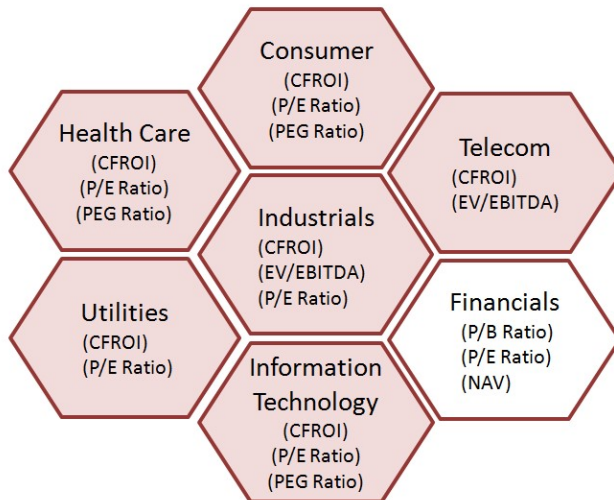 Consumer
(CFROI)
(P/E Ratio)
(PEG Ratio)
Health Care
(CFROI)
(P/E Ratio)
(PEG Ratio)
Telecom
(CFROI)
(EV/EBITDA)
Industrials
(CFROI)
(EV/EBITDA)
(P/E Ratio)
Utilities
(CFROI)
(P/E Ratio)
Financials
(P/B Ratio)
(P/E Ratio)
(NAV)
Information
Technology
(CFROI)
(P/E Ratio)
(PEG Ratio)